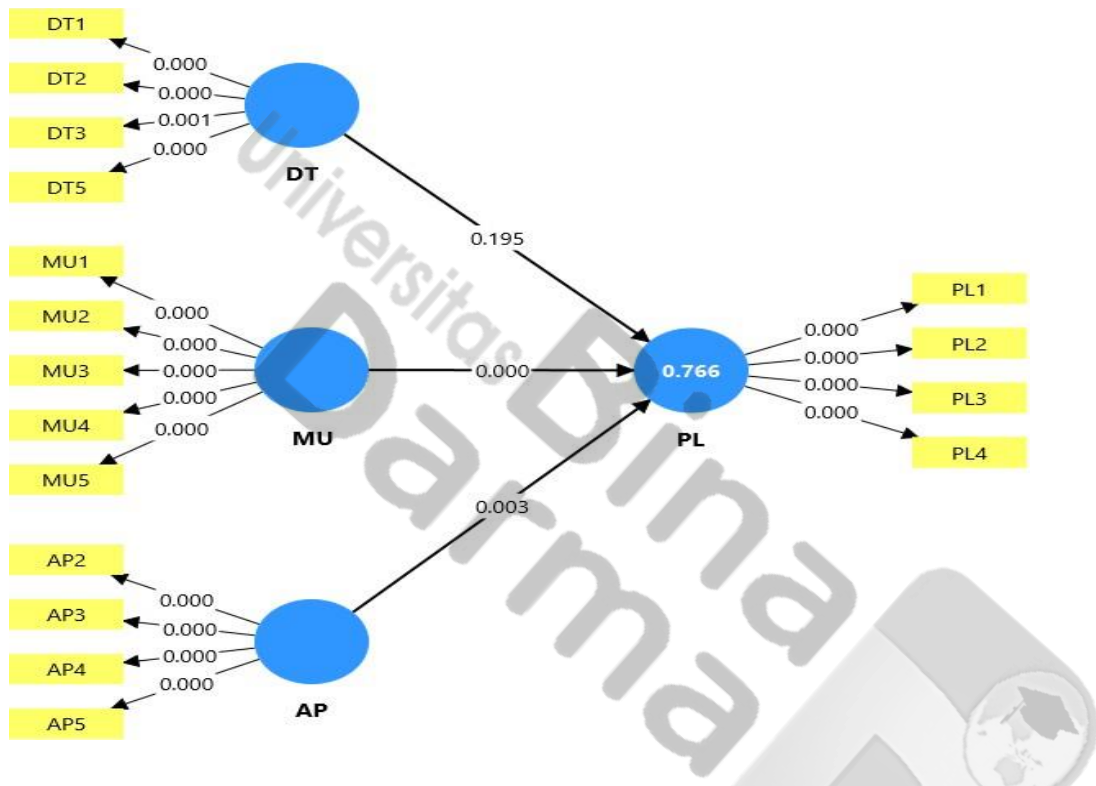 DT1
0.000
DT2
0.000
DT3
0.001
DT5
0.000
DT
0.195
MU1
0.000
MU2
0.000
MU3
0.000
MU4
0.000
MU5
0.000
MU
0.000
AP2
0.000
AP3
0.000
AP4
0.000
AP5
0.000
AP
0.003
0.766
PL
PL1
0.000
PL2
0.000
PL3
0.000
PL4
0.000
Universitas
Bina
Darma